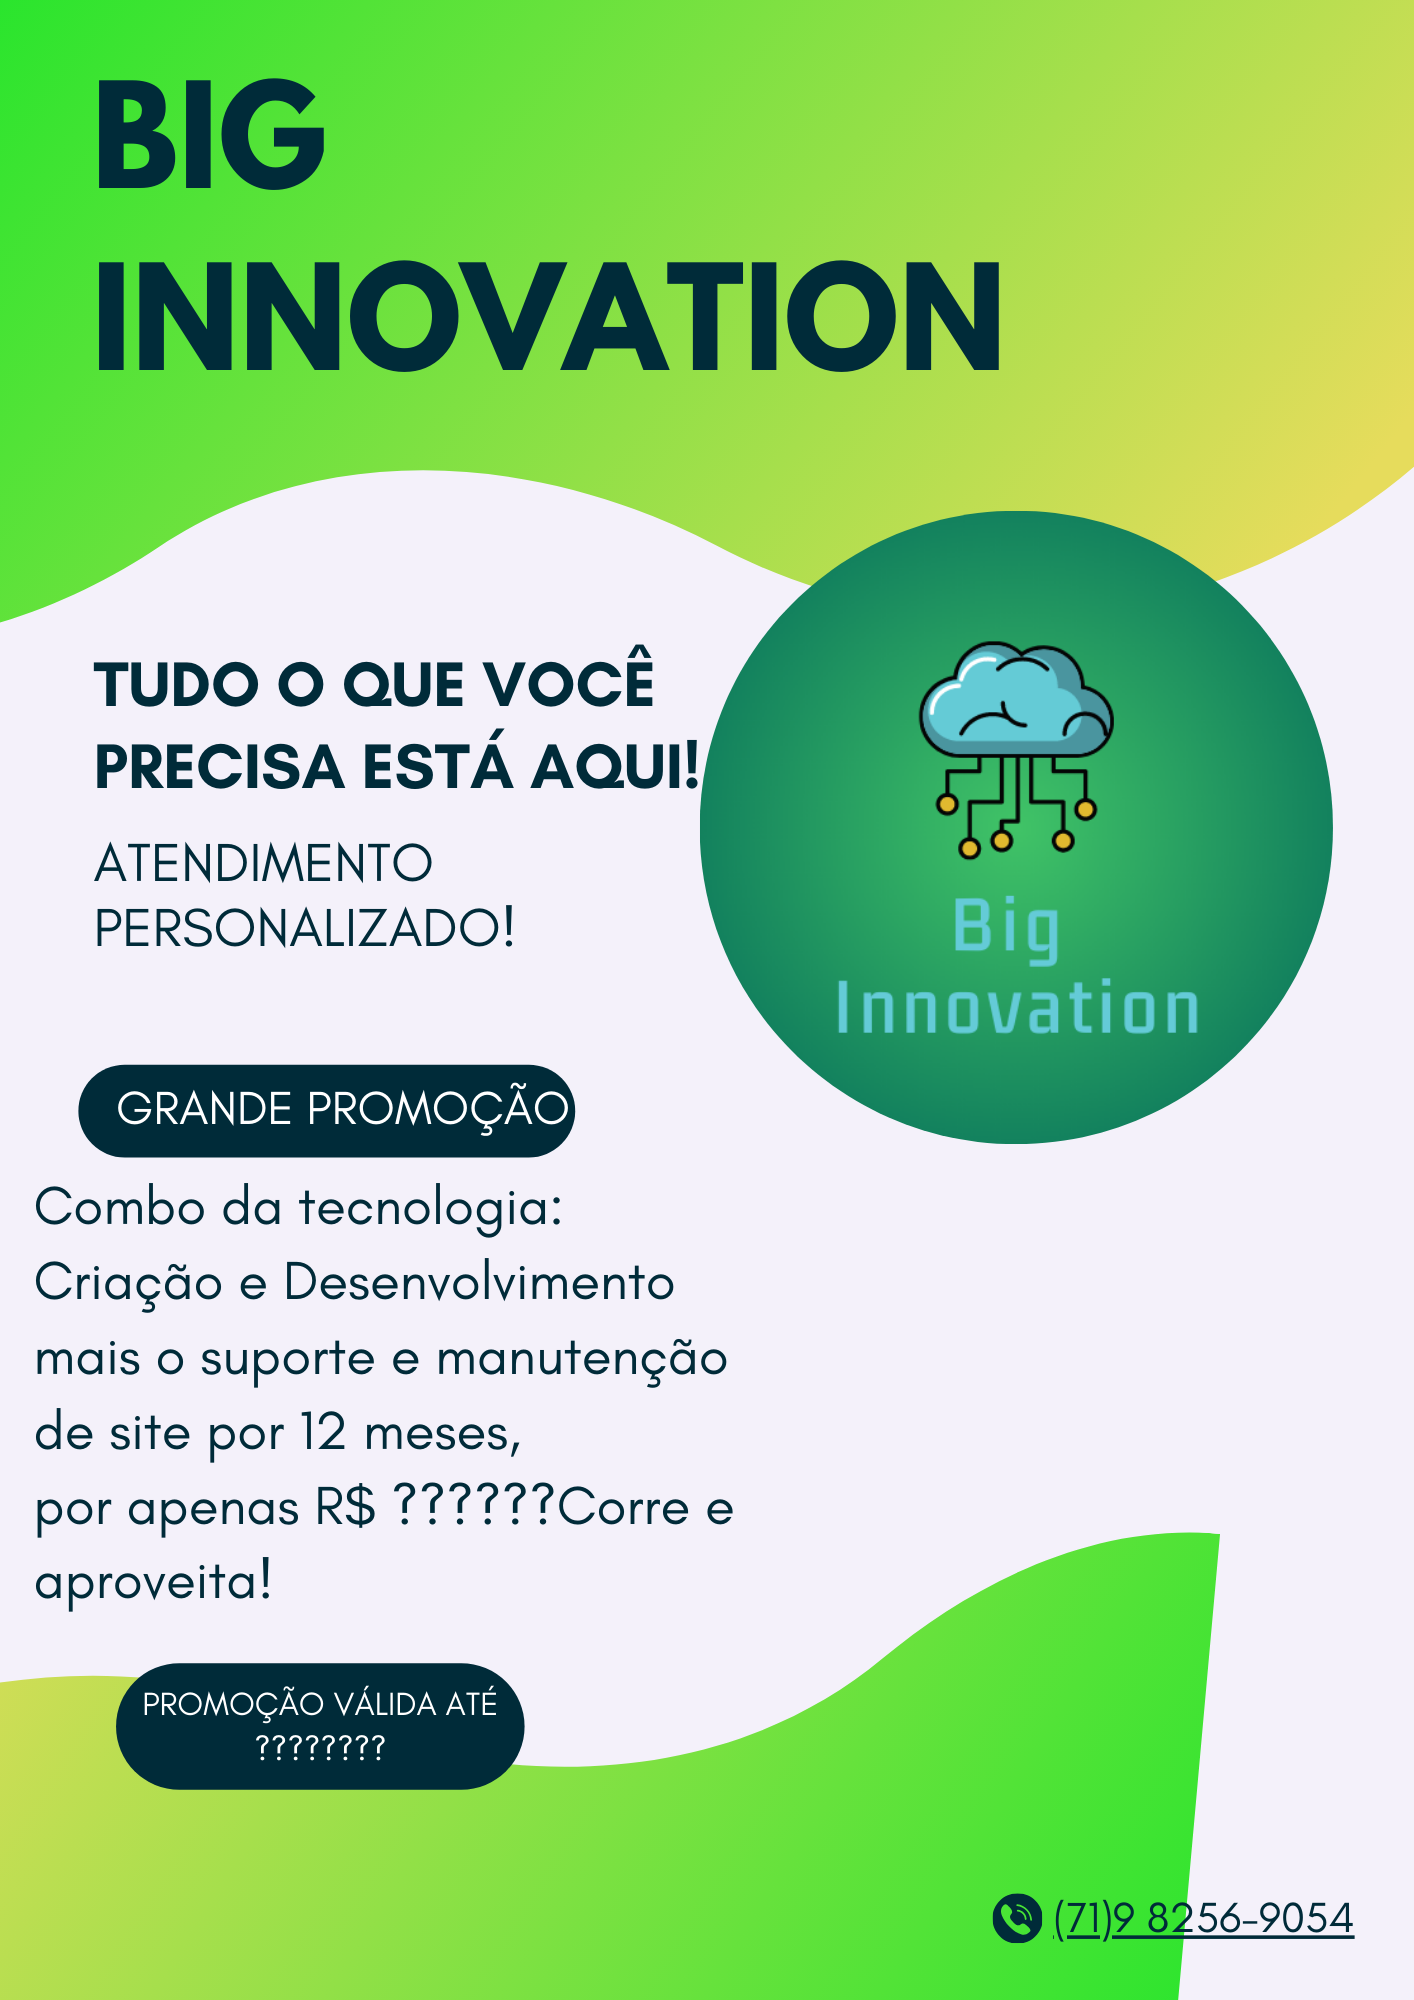 BIG
INNOVATION
TUDO O QUE VOCÊ
PRECISA ESTÁ AQUI!
ATENDIMENTO
PERSONALIZADO!
Big
Innovation
GRANDE PROMOÇÃO
Combo da tecnologia:
Criação e Desenvolvimento
mais o suporte e manutenção
de site por 12 meses,
por apenas R$ ??????Corre e
aproveita!
PROMOÇÃO VÁLIDA ATÉ
????????
(71)9 8256-9054